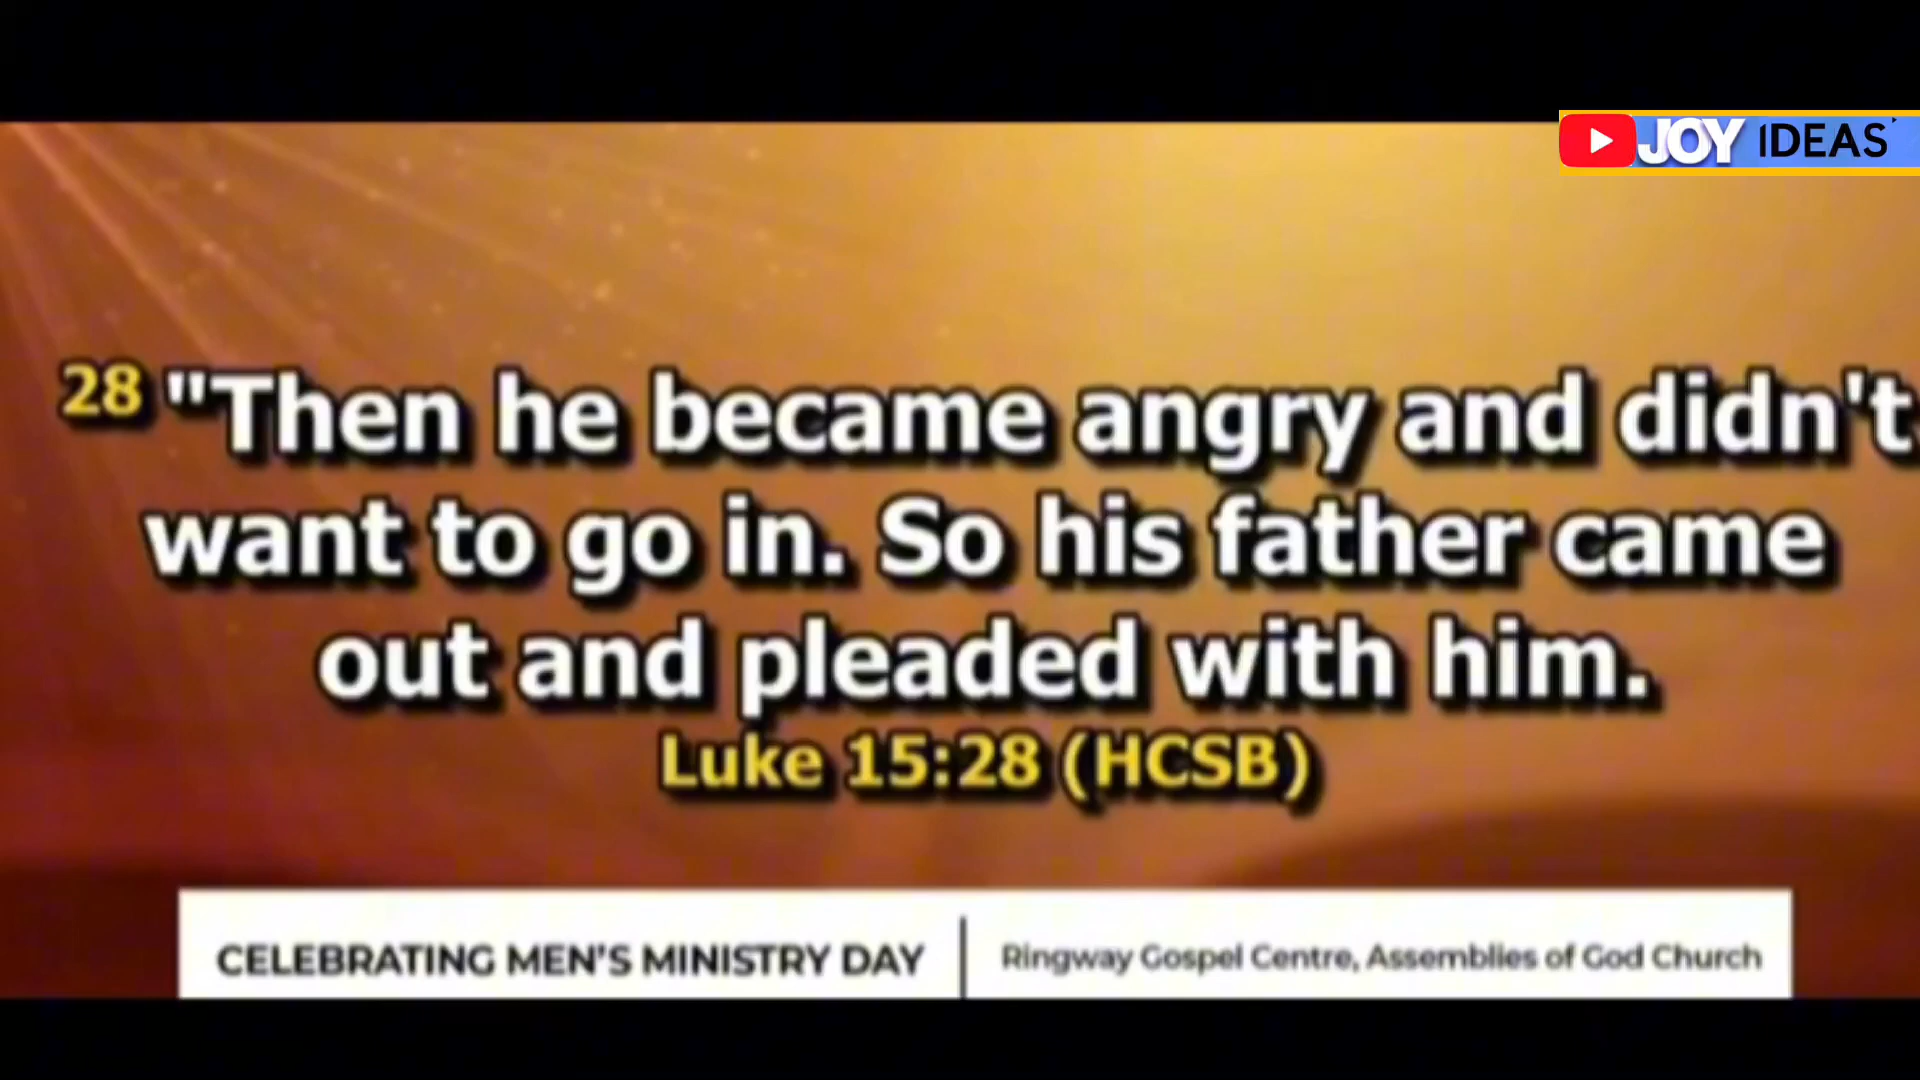 JOY IDEAS
28 "Then he became angry and didn't
want to go in. So his father came
out and pleaded with him.
Luke 15:28 (HCSB)
CELEBRATING MEN'S MINISTRY DAY
Ringway Gospel Centre, Assemblies of God Church